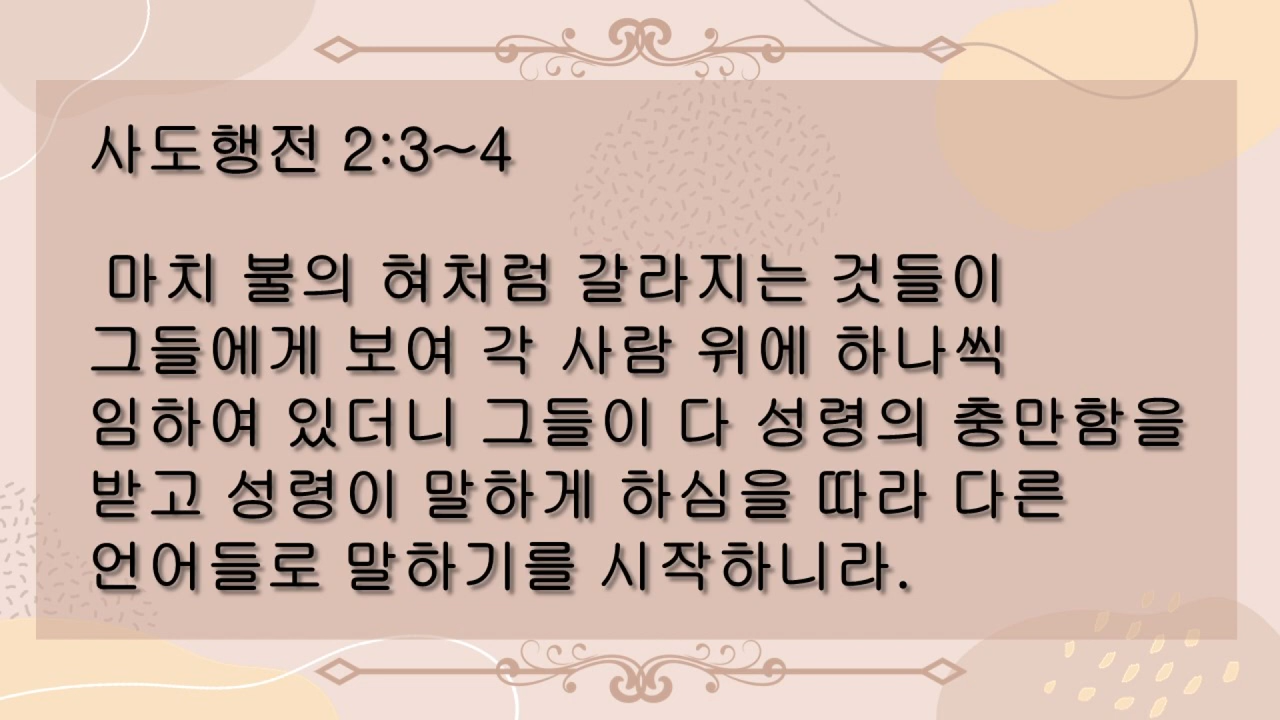 사도행전 2:3~4
마치 불의 혀처럼 갈라지는 것들이
그들에게 보여 각 사람 위에 하나씩
임하여 있더니 그들이 다 성령의 충만함을
받고 성령이 말하게 하심을 따라 다른
언어들로 말하기를 시작하니라.